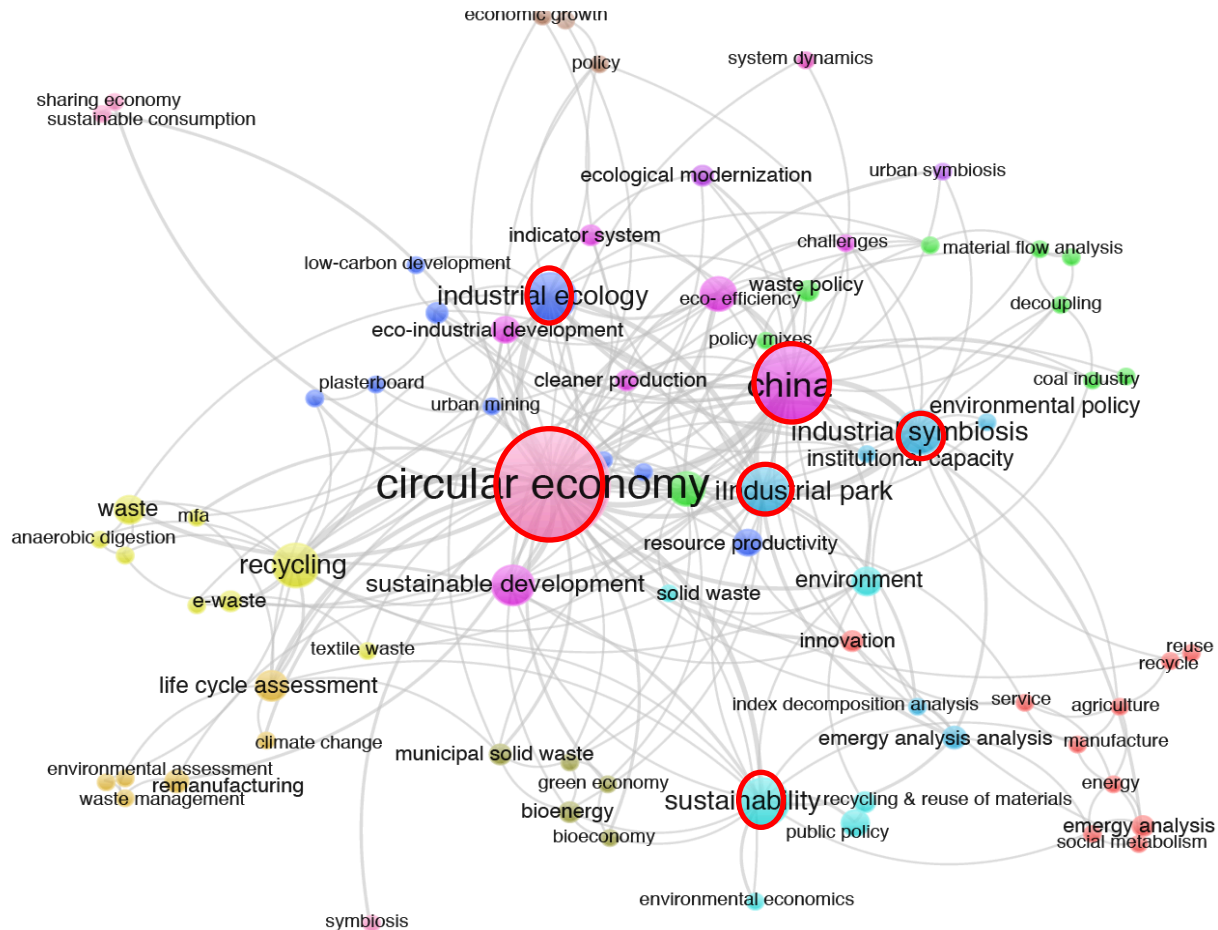 economic growth
policy
system dynamics
sharing economy
sustainable consumption
ecological modernization
urban symbiosis
indicator system
challenges
material flow analysis
low-carbon development
industrial ecology
eco- efficiency
waste policy
decoupling
eco-industrial development
policy mixes
plasterboard
cleaner production
china
coal industry
urban mining
environmental policy
industrial symbiosis
institutional capacity
circular economy
iIndustrial park
waste
mfa
anaerobic digestion
resource productivity
recycling
sustainable development
environment
solid waste
e-waste
innovation
textile waste
reuse
recycle
life cycle assessment
index decomposition analysis
service
agriculture
climate change
municipal solid waste
emergy analysis analysis
manufacture
environmental assessment
remanufacturing
waste management
green economy
energy
sustainability
recycling & reuse of materials
bioenergy
bioeconomy
public policy
emergy analysis
social metabolism
environmental economics
symbiosis